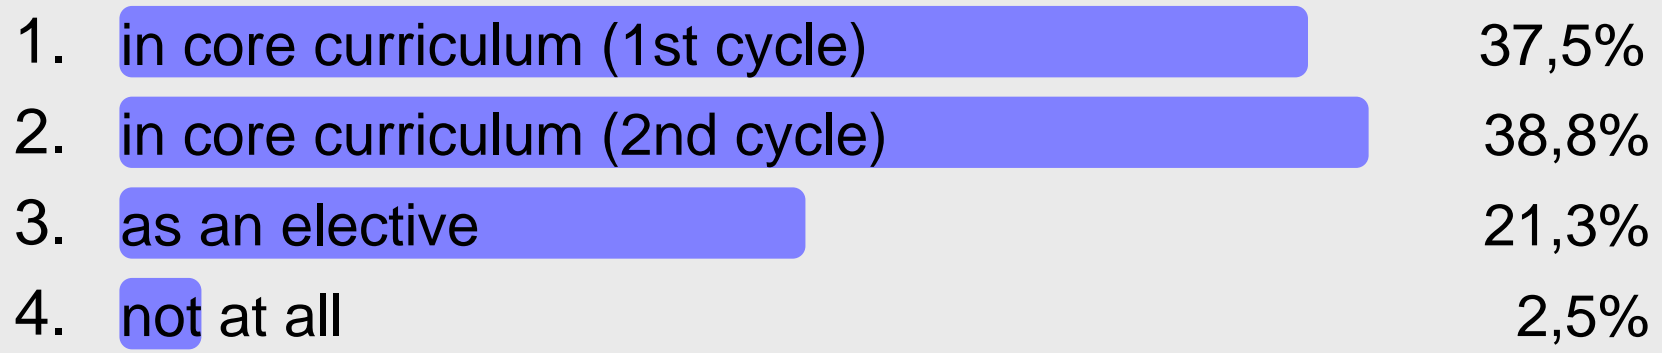 1. in core curriculum (1st cycle) 37,5%
2. in core curriculum (2nd cycle) 38,8%
3. as an elective 21,3%
4. not at all 2,5%